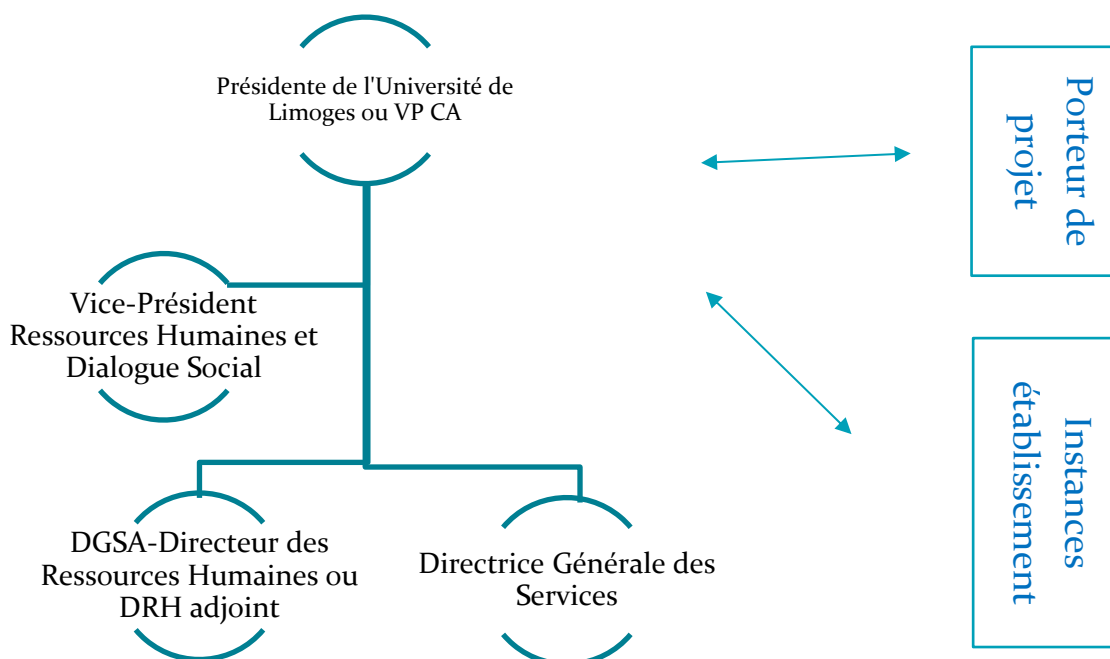 Présidente de l'Université de
Limoges ou VP CA
Porteur de
projet
Vice-Président
Ressources Humaines et
Dialogue Social
Instances
établissement
DGSA-Directeur des
Ressources Humaines ou
DRH adjoint
Directrice Générale des
Services